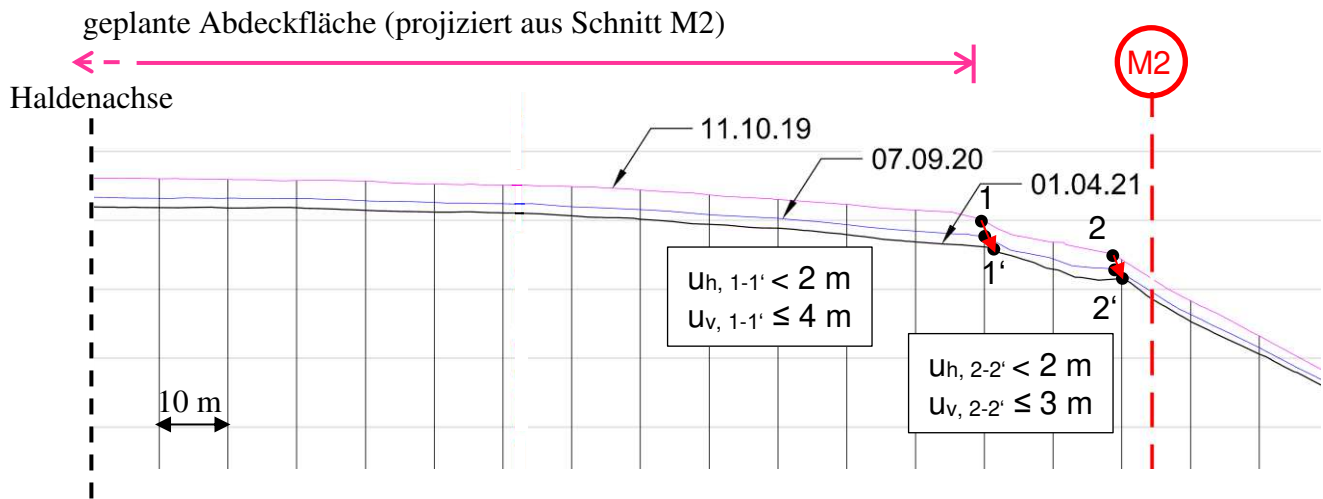 geplante Abdeckfläche (projiziert aus Schnitt M2)
M2
Haldenachse
11.10.19
07.09.20
01.04.21
1
2
1‘
2‘
uh, 1-1‘ < 2 m
uv, 1-1‘ ≤ 4 m
uh, 2-2‘ < 2 m
uv, 2-2‘ ≤ 3 m
10 m